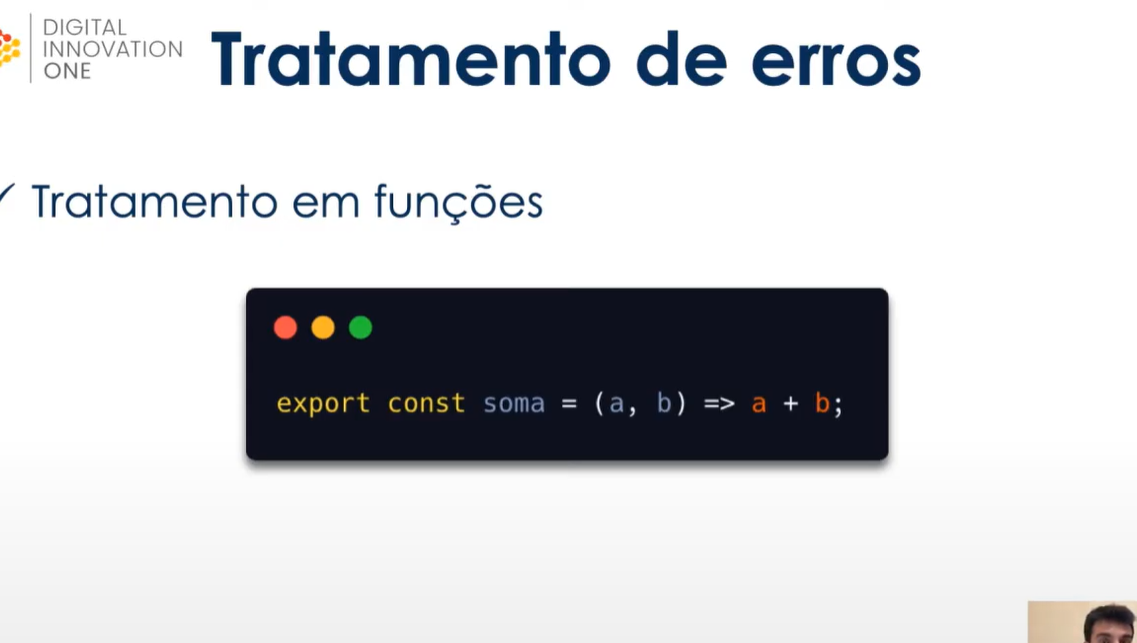 DIGITAL
INNOVATION
ONE
Tratamento de erros
✓ Tratamento em funções
export const soma = (a, b) => a + b;